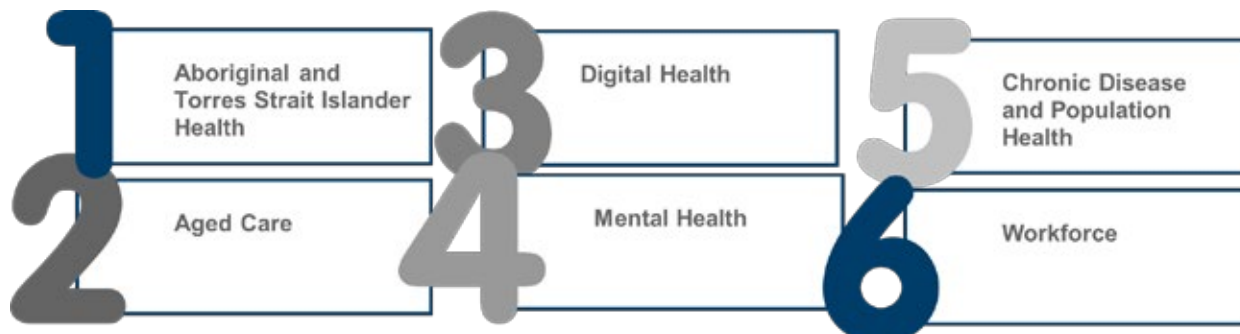 1
Aboriginal and
Torres Strait Islander
Health
2
Aged Care
3
Digital Health
4
Mental Health
5
Chronic Disease
and Population
Health
6
Workforce